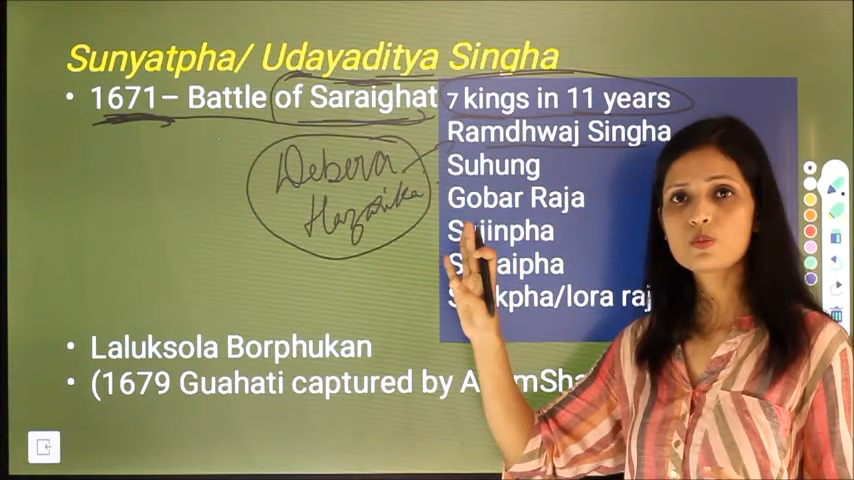 Sunyatpha/ Udayaditya Singha
• 1671– Battle of Saraighat
7 kings in 11 years
Ramdhwaj Singha
Suhung
Gobar Raja
Debera
Hazarika
• Laluksola Borphukan
• (1679 Guahati captured by